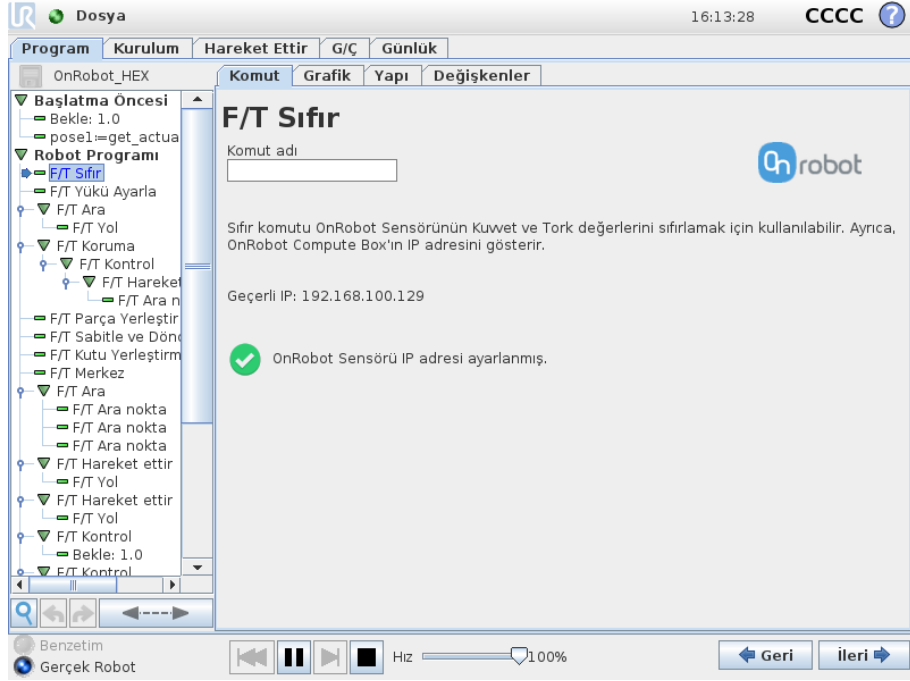 Dosya
16:13:28
CCCC
?
Program
Kurulum
Hareket Ettir
G/Ç
Günlük
OnRobot_HEX
Komut
Grafik
Yapı
Değişkenler
Başlatma Öncesi
Bekle: 1.0
pose1≔get_actua
Robot Programı
F/T Sıfır
F/T Yükü Ayarla
F/T Ara
F/T Yol
F/T Koruma
F/T Kontrol
F/T Hareket
F/T Ara n
F/T Parça Yerleştir
F/T Sabitle ve Dönd
F/T Kutu Yerleştirm
F/T Merkez
F/T Ara
F/T Ara nokta
F/T Ara nokta
F/T Ara nokta
F/T Hareket ettir
F/T Yol
F/T Hareket ettir
F/T Yol
F/T Kontrol
Bekle: 1.0
F/T Kontrol
F/T Sıfır
Komut adı
On robot
Sıfır komutu OnRobot Sensörünün Kuvvet ve Tork değerlerini sıfırlamak için kullanılabilir. Ayrıca,
OnRobot Compute Box'ın IP adresini gösterir.
Geçerli IP: 192.168.100.129
OnRobot Sensörü IP adresi ayarlanmış.
Benzetim
Gerçek Robot
Hız
100%
Geri
İleri